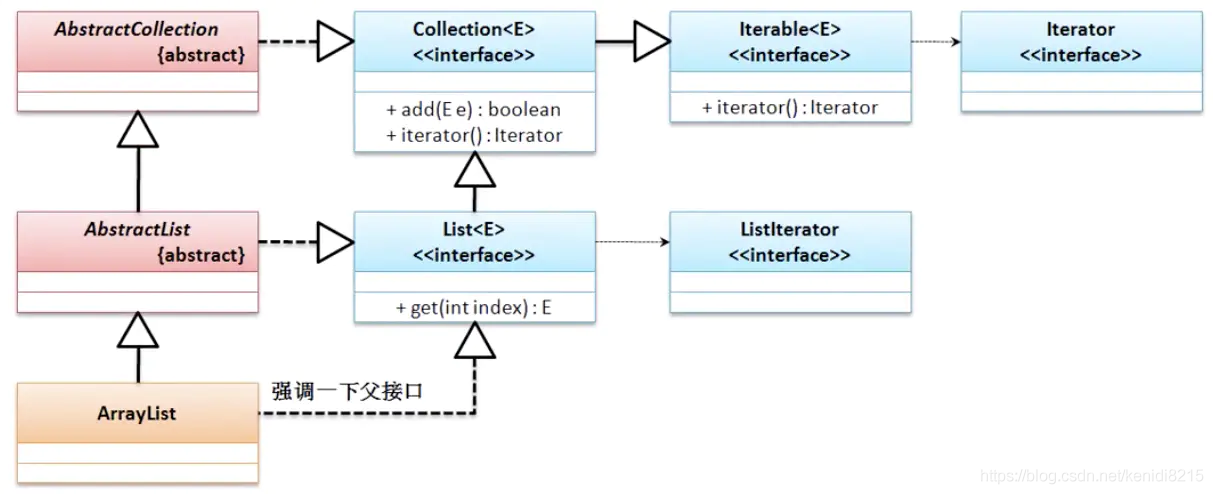 AbstractCollection
{abstract}
Collection<E>
<<interface>>
+ add(E e) : boolean
+ iterator() : Iterator
Iterable<E>
<<interface>>
+ iterator() : Iterator
Iterator
<<interface>>
AbstractList
{abstract}
List<E>
<<interface>>
+ get(int index) : E
ListIterator
<<interface>>
ArrayList
强调一下父接口
https://blog.csdn.net/kenidi8215